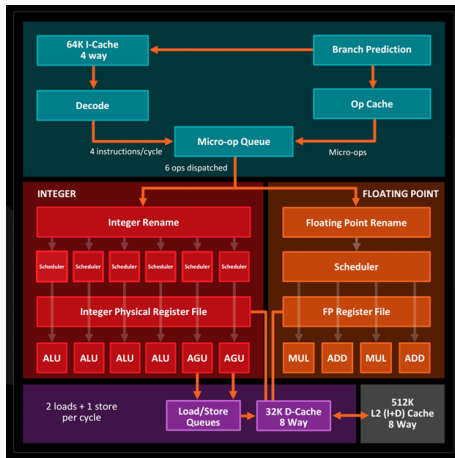 64K I-Cache
4 way
Branch Prediction
Decode
Op Cache
Micro-op Queue
4 instructions/cycle
Micro-ops
6 ops dispatched
INTEGER
FLOATING POINT
Integer Rename
Floating Point Rename
Scheduler
Scheduler
Scheduler
Scheduler
Scheduler
Scheduler
Scheduler
Integer Physical Register File
FP Register File
ALU
ALU
ALU
ALU
AGU
AGU
MUL
ADD
MUL
ADD
2 loads + 1 store
per cycle
Load/Store
Queues
32K D-Cache
8 Way
512K
L2 (I+D) Cache
8 Way